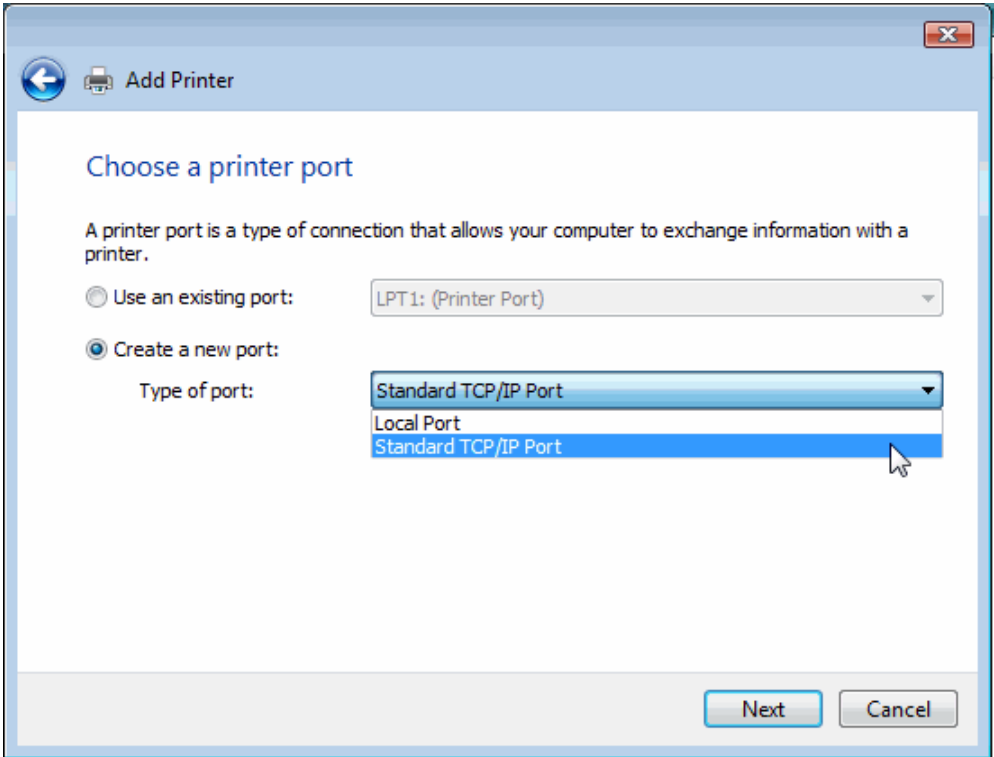 Add Printer
Choose a printer port
A printer port is a type of connection that allows your computer to exchange information with a
printer.
Use an existing port: LPT1: (Printer Port)
Create a new port:
Type of port: Standard TCP/IP Port
Local Port
Standard TCP/IP Port
Next Cancel